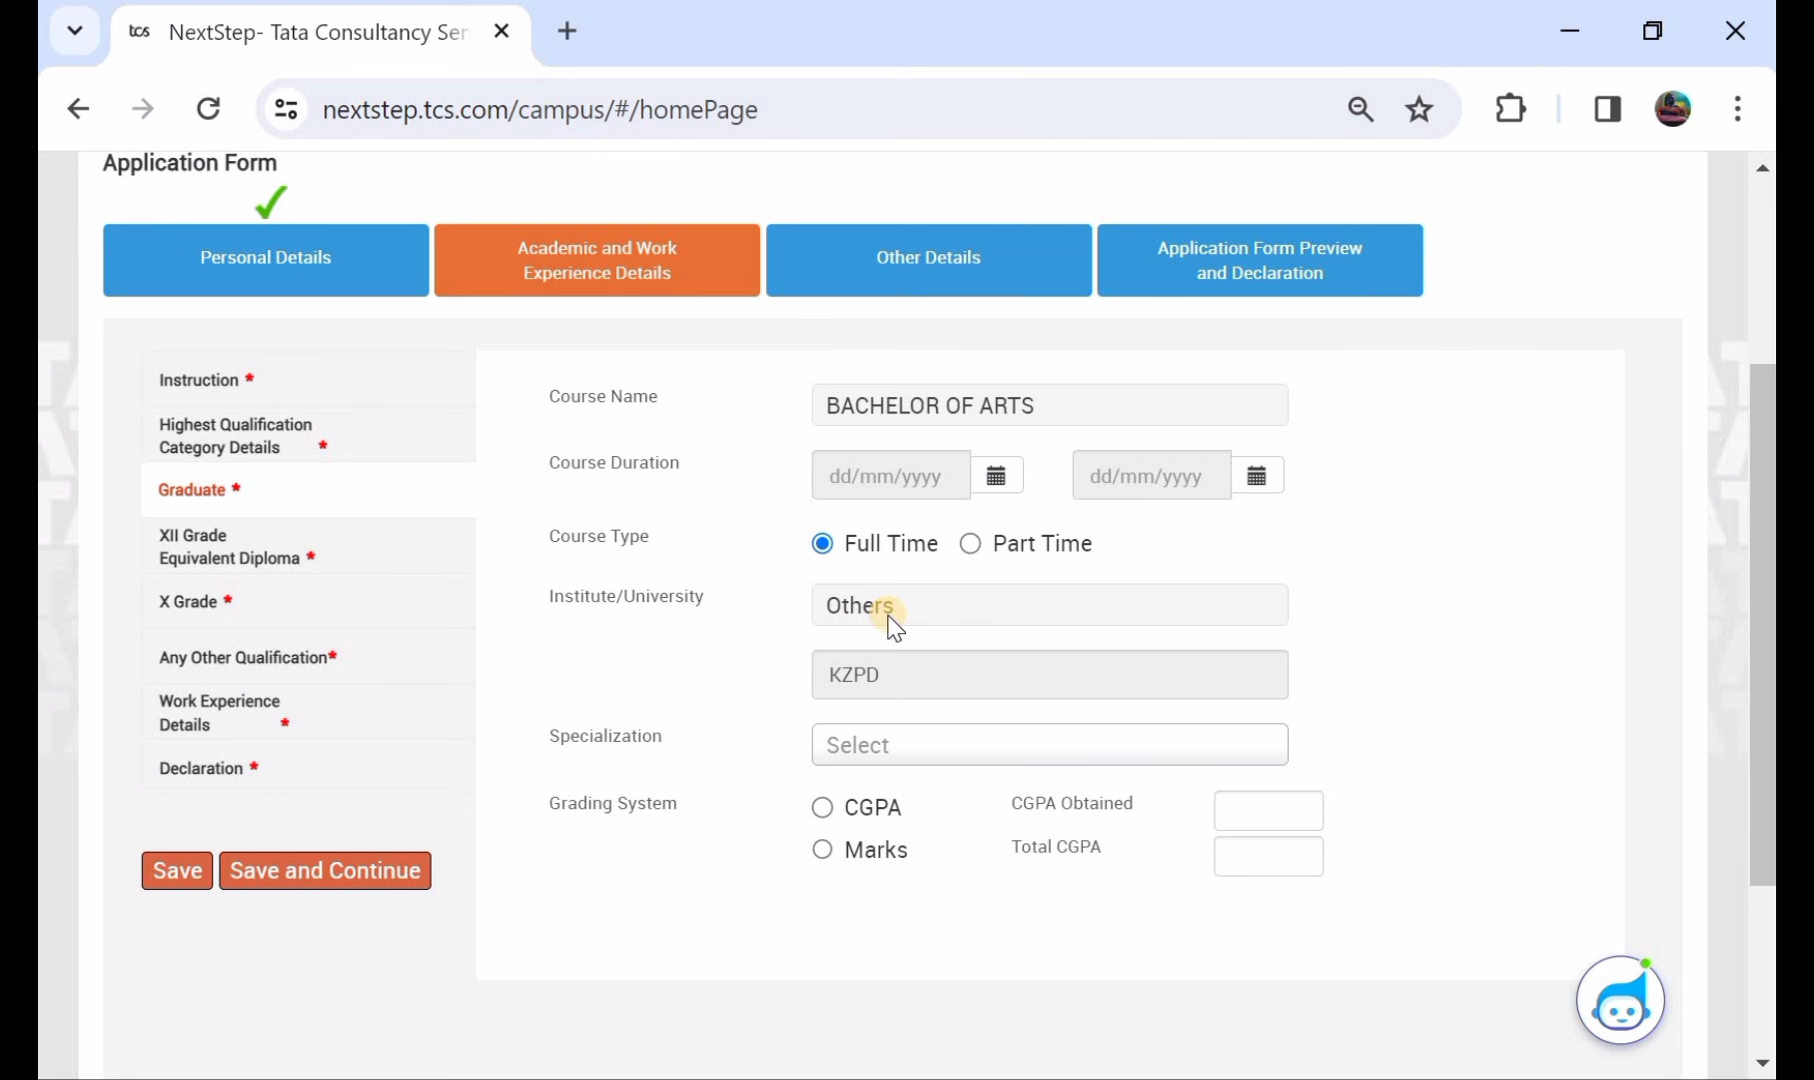 tcs NextStep- Tata Consultancy Ser
nextstep.tcs.com/campus/#/homePage
Application Form
Personal Details
Academic and Work
Experience Details
Other Details
Application Form Preview
and Declaration
Instruction *
Highest Qualification
Category Details *
Graduate *
XII Grade
Equivalent Diploma *
X Grade *
Any Other Qualification*
Work Experience
Details *
Declaration *
Save Save and Continue
Course Name BACHELOR OF ARTS
Course Duration dd/mm/yyyy dd/mm/yyyy
Course Type Full Time Part Time
Institute/University Others
KZPD
Specialization Select
Grading System CGPA CGPA Obtained
Marks Total CGPA